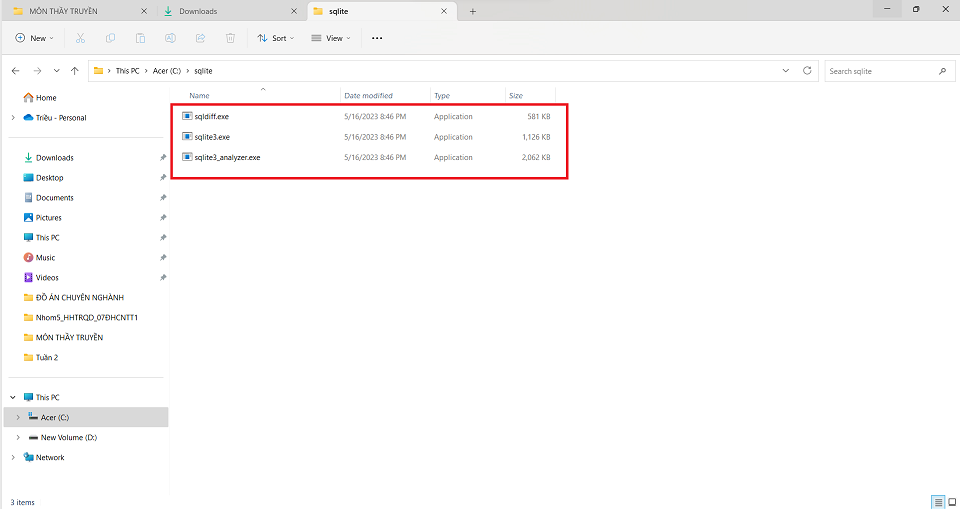 MÔN THẦY TRUYỀN Downloads sqlite
New Sort View
This PC Acer (C:) sqlite Search sqlite
Home
Triều - Personal
Downloads
Desktop
Documents
Pictures
This PC
Music
Videos
ĐỒ ÁN CHUYÊN NGHÀNH
Nhom5_HHTRQD_07ĐHCNTT1
MÔN THẦY TRUYỀN
Tuần 2
This PC
Acer (C:)
New Volume (D:)
Network
Name Date modified Type Size
sqldiff.exe 5/16/2023 8:46 PM Application 581 KB
sqlite3.exe 5/16/2023 8:46 PM Application 1,126 KB
sqlite3_analyzer.exe 5/16/2023 8:46 PM Application 2,062 KB
3 items